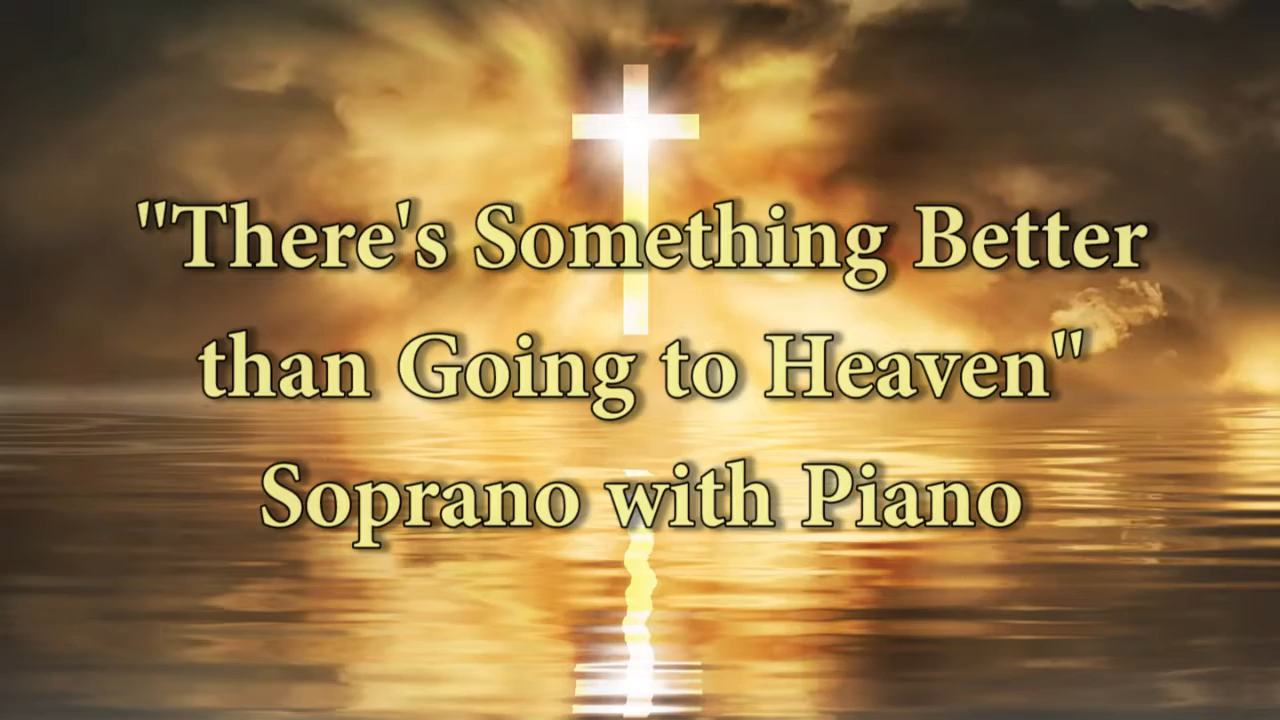 "There's Something Better
than Going to Heaven"
Soprano with Piano